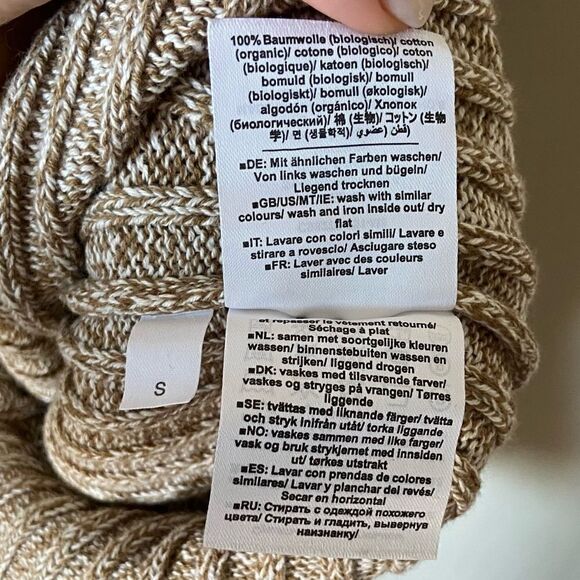 100% Baumwolle (biologisch)/ cotton
(organic)/ cotone (biologico)/ coton
(biologique)/ katoen (biologisch)/
bomuld (biologisk)/ bomull
(biologiskt)/ bomull (økologisk)/
algodón (orgánico)/ Хлопок
(биологический)/ 棉 (生物)/ コットン (生物
学)/ 면 (생물학적)/ قطن (عضوي)/
■DE: Mit ähnlichen Farben waschen/
Von links waschen und bügeln/
Liegend trocknen
■GB/US/MT/IE: wash with similar
colours/ wash and iron inside out/ dry
flat
■IT: Lavare con colori simili/ Lavare e
stirare a rovescio/ Asciugare steso
■FR: Laver avec des couleurs
similaires/ Laver
et repasser le vêtement retourné/
Séchage à plat
■NL: samen met soortgelijke kleuren
wassen/ binnenstebuiten wassen en
strijken/ liggend drogen
■DK: vaskes med tilsvarende farver/
vaskes og stryges på vrangen/ Tørres
liggende
■SE: tvättas med liknande färger/ tvätta
och stryk inifrån utåt/ torka liggande
■NO: vaskes sammen med like farger/
vask og bruk strykjernet med innsiden
ut/ tørkes utstrakt
■ES: Lavar con prendas de colores
similares/ Lavar y planchar del revés/
Secar en horizontal
■RU: Стирать с одеждой похожего
цвета/ Стирать и гладить, вывернув
наизнанку/
S